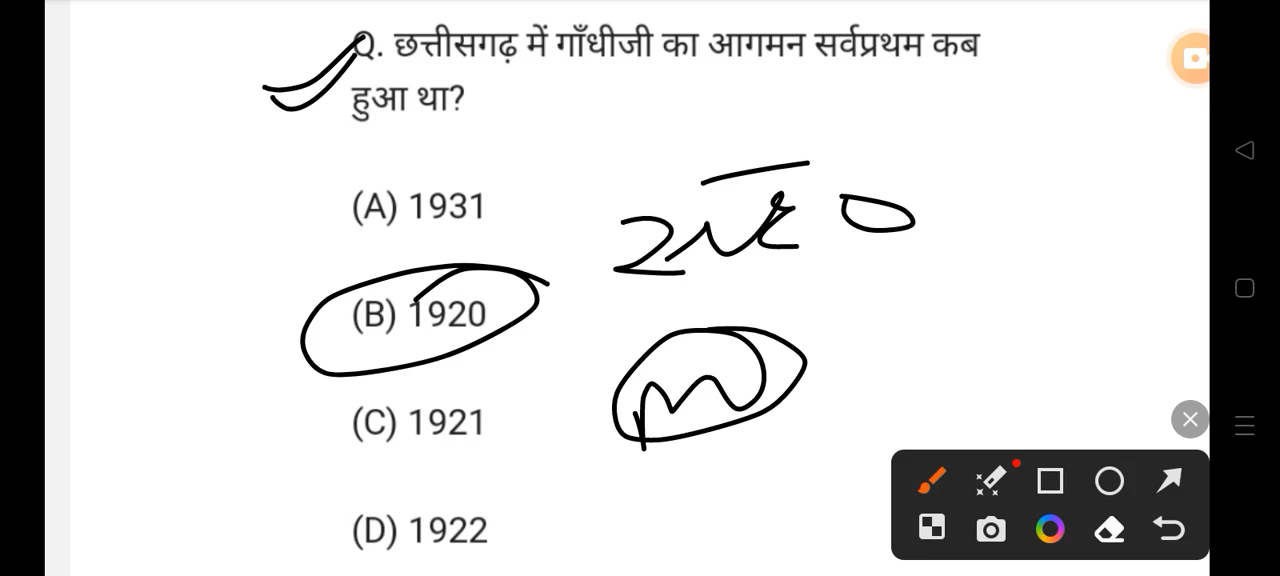 Q. छत्तीसगढ़ में गाँधीजी का आगमन सर्वप्रथम कब
हुआ था?
(A) 1931
(B) 1920
(C) 1921
(D) 1922